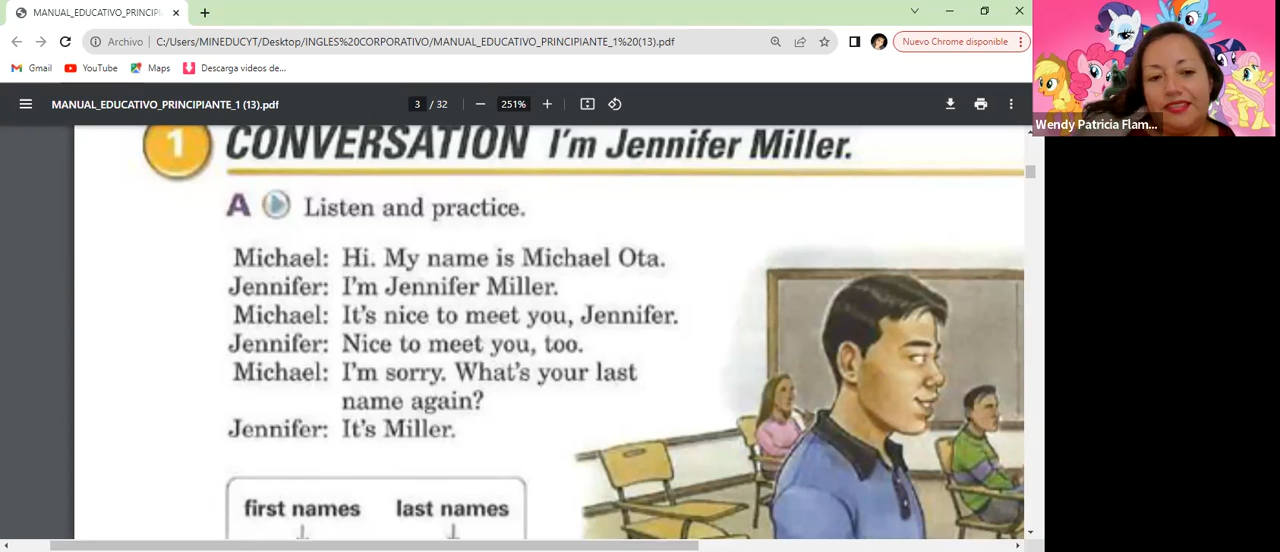 MANUAL_EDUCATIVO_PRINCIPI
Archivo
C:/Users/MINEDUCYT/Desktop/INGLES%20CORPORATIVO/MANUAL_EDUCATIVO_PRINCIPIANTE_1%20(13).pdf
Nuevo Chrome disponible
Gmail
YouTube
Maps
Descarga videos de...
MANUAL_EDUCATIVO_PRINCIPIANTE_1 (13).pdf
3 / 32
251%
Wendy Patricia Flam...
1 CONVERSATION I'm Jennifer Miller.
A Listen and practice.
Michael: Hi. My name is Michael Ota.
Jennifer: I'm Jennifer Miller.
Michael: It's nice to meet you, Jennifer.
Jennifer: Nice to meet you, too.
Michael: I'm sorry. What's your last
name again?
Jennifer: It's Miller.
first names last names